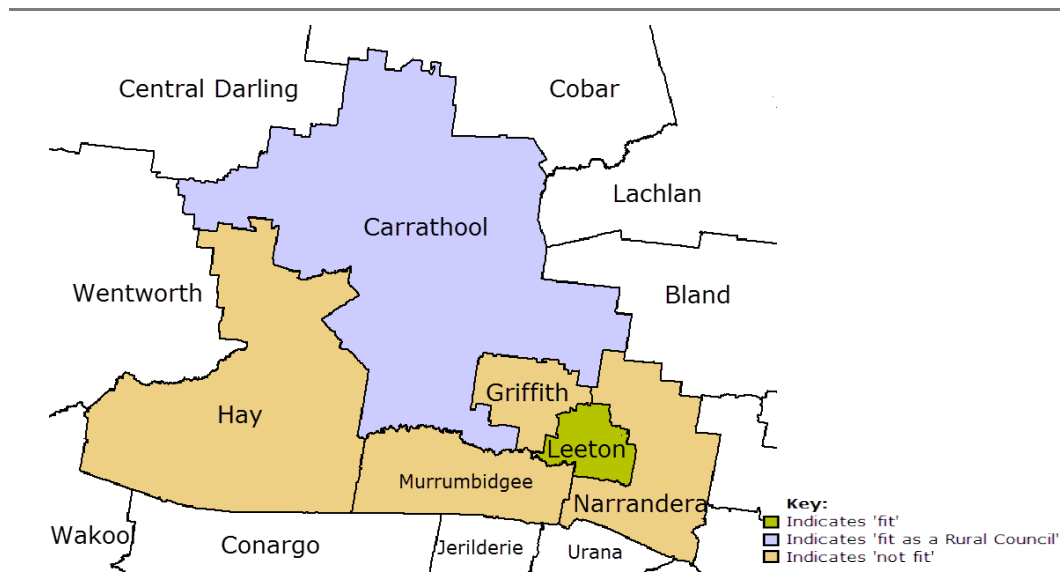 Central Darling
Cobar
Lachlan
Carrathool
Wentworth
Bland
Griffith
Hay
Leeton
Murrumbidgee
Narrandera
Key:
Indicates 'fit'
Indicates 'fit as a Rural Council'
Indicates 'not fit'
Wakoo
Conargo
Jerilderie
Urana